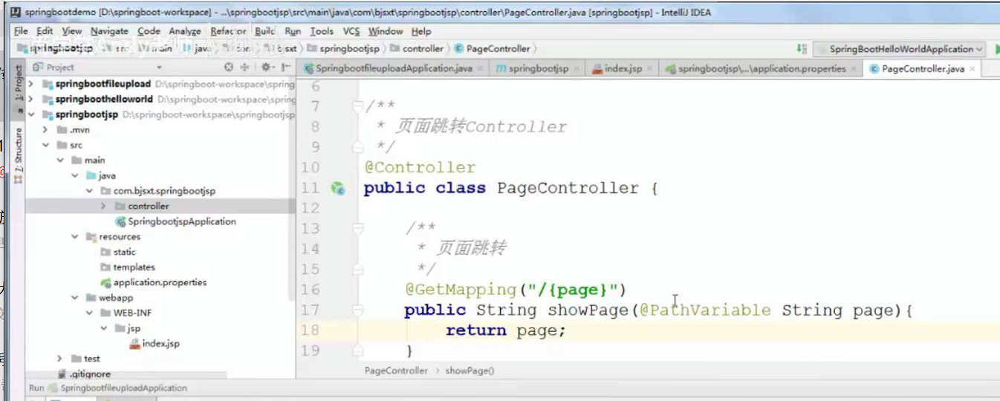 springbootdemo [D:\springboot-workspace] - ...\springbootjsp\src\main\java\com\bjsxt\springbootjsp\controller\PageController.java [springbootjsp] - IntelliJ IDEA
File Edit View Navigate Code Analyze Refactor Build Run Tools VCS Window Help
springbootjsp src main java bjsxt springbootjsp controller PageController SpringBootHelloWorldApplication
Project SpringbootfileuploadApplication.java springbootjsp index.jsp springbootjsp\...\application.properties PageController.java
1: Project
7: Structure
springbootfileupload D:\springboot-workspace\spring
springboothelloworld D:\springboot-workspace\spring
springbootjsp D:\springboot-workspace\springbootjsp
.mvn
src
main
java
com.bjsxt.springbootjsp
controller
SpringbootjspApplication
resources
static
templates
application.properties
webapp
WEB-INF
jsp
index.jsp
test
.gitignore
6
7 /**
8 * 页面跳转Controller
9 */
10 @Controller
11 public class PageController {
12
13 /**
14 * 页面跳转
15 */
16 @GetMapping("/{page}")
17 public String showPage(@PathVariable String page){
18 return page;
19 }
PageController showPage()
Run SpringbootfileuploadApplication